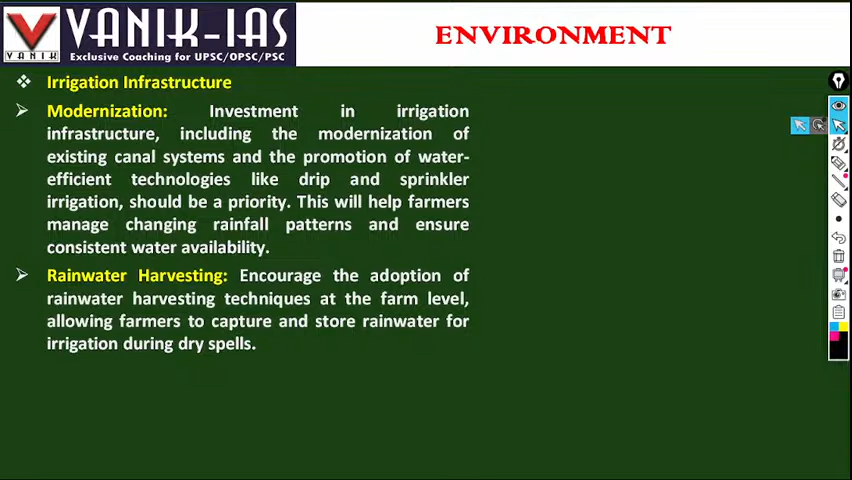 VANIK-IAS
VANIK
Exclusive Coaching for UPSC/OPSC/PSC
ENVIRONMENT
Irrigation Infrastructure
Modernization: Investment in irrigation
infrastructure, including the modernization of
existing canal systems and the promotion of water-
efficient technologies like drip and sprinkler
irrigation, should be a priority. This will help farmers
manage changing rainfall patterns and ensure
consistent water availability.
Rainwater Harvesting: Encourage the adoption of
rainwater harvesting techniques at the farm level,
allowing farmers to capture and store rainwater for
irrigation during dry spells.